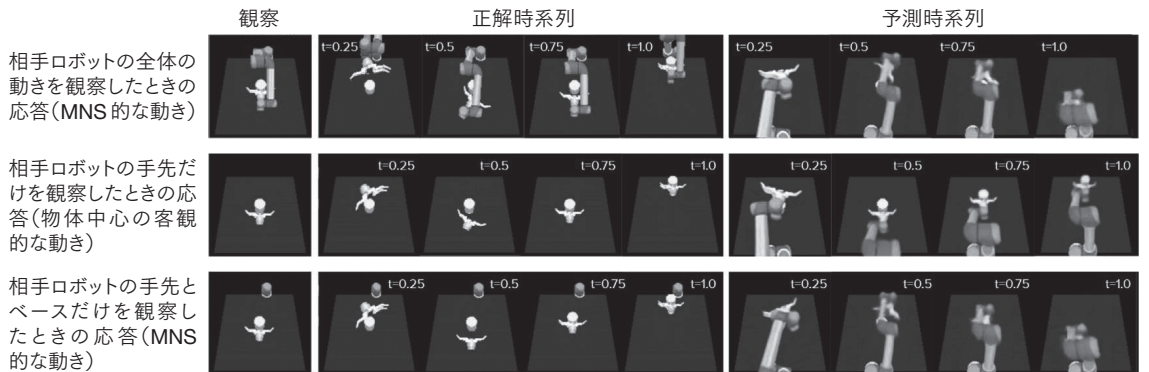 観察
正解時系列
予測時系列
相手ロボットの全体の
動きを観察したときの
応答(MNS 的な動き)
t=0.25
t=0.5
t=0.75
t=1.0
t=0.25
t=0.5
t=0.75
t=1.0
相手ロボットの手先だ
けを観察したときの応
答(物体中心の客観
的な動き)
t=0.25
t=0.5
t=0.75
t=1.0
t=0.25
t=0.5
t=0.75
t=1.0
相手ロボットの手先と
ベースだけを観察し
たときの応答(MNS
的な動き)
t=0.25
t=0.5
t=0.75
t=1.0
t=0.25
t=0.5
t=0.75
t=1.0